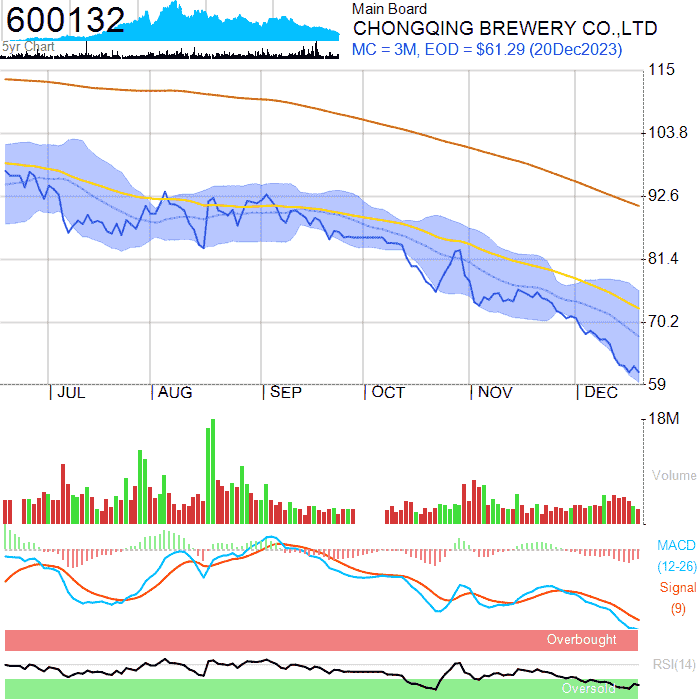 600132
5yr Chart
Main Board
CHONGQING BREWERY CO.,LTD
MC = 3M, EOD = $61.29 (20Dec2023)
115
103.8
92.6
81.4
70.2
59
JUL AUG SEP OCT NOV DEC
18M
Volume
MACD
(12-26)
Signal
(9)
Overbought
RSI(14)
Oversold